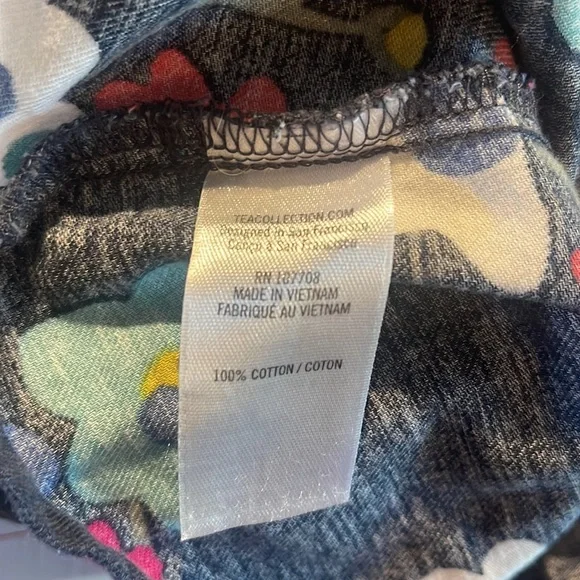 TEACOLLECTION.COM
Designed in San Francisco
Conçu à San Francisco
RN 127708
MADE IN VIETNAM
FABRIQUÉ AU VIETNAM
100% COTTON / COTON